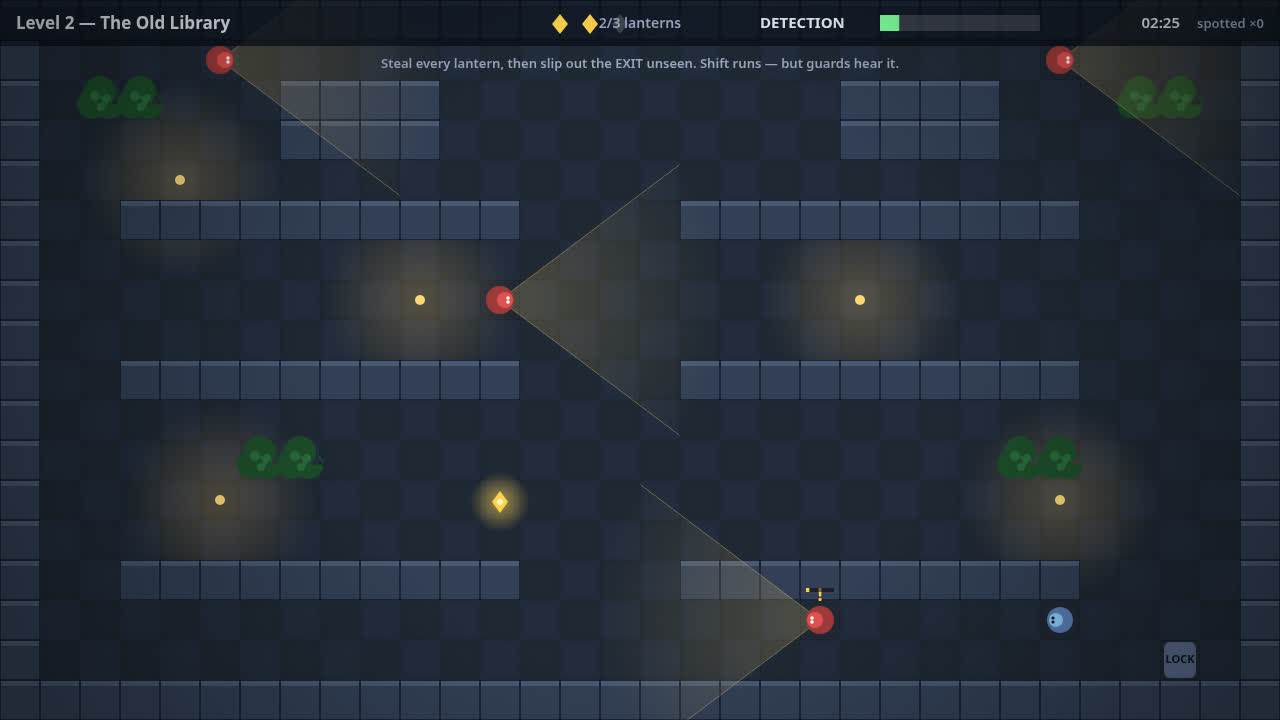 Level 2 — The Old Library
2/3 lanterns
DETECTION
02:25
spotted ×0
Steal every lantern, then slip out the EXIT unseen. Shift runs — but guards hear it.
!
LOCK